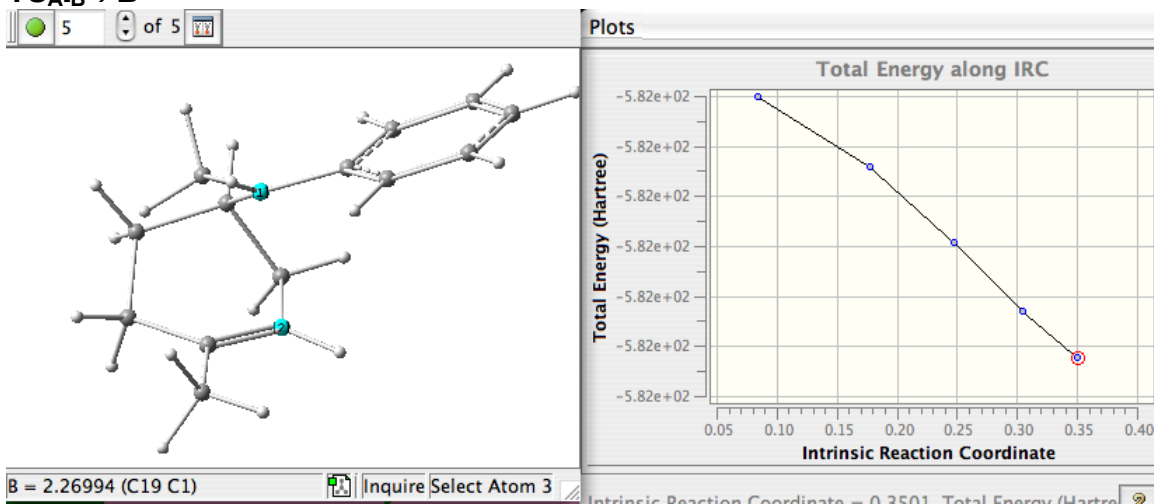 5 of 5
1
2
B = 2.26994 (C19 C1)
Inquire
Select Atom 3
Plots
Total Energy along IRC
Total Energy (Hartree)
-5.82e+02
-5.82e+02
-5.82e+02
-5.82e+02
-5.82e+02
-5.82e+02
-5.82e+02
0.05 0.10 0.15 0.20 0.25 0.30 0.35 0.40
Intrinsic Reaction Coordinate
Intrinsic Reaction Coordinate = 0.3501, Total Energy (Hartre
?